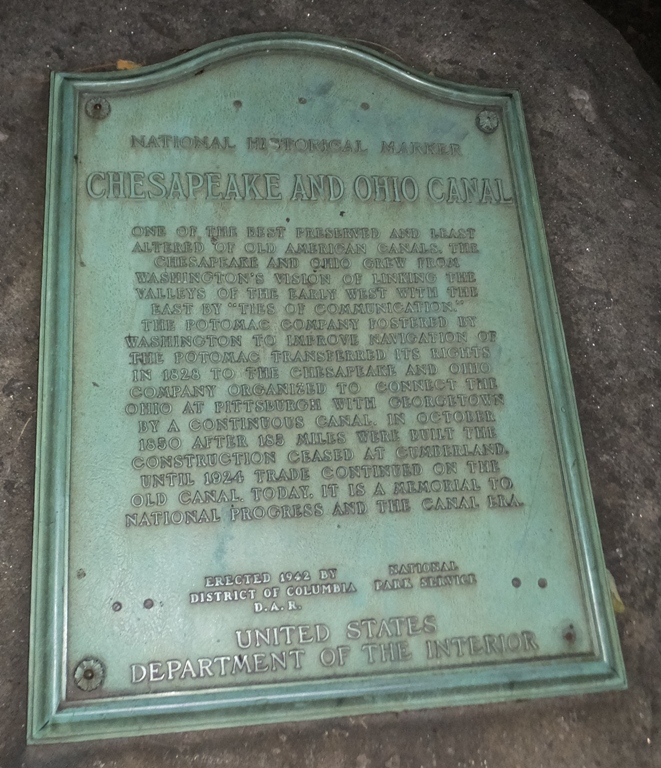 NATIONAL HISTORICAL MARKER
CHESAPEAKE AND OHIO CANAL
ONE OF THE BEST PRESERVED AND LEAST
ALTERED OF OLD AMERICAN CANALS. THE
CHESAPEAKE AND OHIO GREW FROM
WASHINGTON'S VISION OF LINKING THE
VALLEYS OF THE EARLY WEST WITH THE
EAST BY "TIES OF COMMUNICATION."
THE POTOMAC COMPANY FOSTERED BY
WASHINGTON TO IMPROVE NAVIGATION OF
THE POTOMAC TRANSFERRED ITS RIGHTS
IN 1828 TO THE CHESAPEAKE AND OHIO
COMPANY ORGANIZED TO CONNECT THE
OHIO AT PITTSBURGH WITH GEORGETOWN
BY A CONTINUOUS CANAL. IN OCTOBER
1850 AFTER 185 MILES WERE BUILT THE
CONSTRUCTION CEASED AT CUMBERLAND.
UNTIL 1924 TRADE CONTINUED ON THE
OLD CANAL. TODAY, IT IS A MEMORIAL TO
NATIONAL PROGRESS AND THE CANAL ERA.
ERECTED 1942 BY
DISTRICT OF COLUMBIA
D.A.R.
NATIONAL
PARK SERVICE
UNITED STATES
DEPARTMENT OF THE INTERIOR